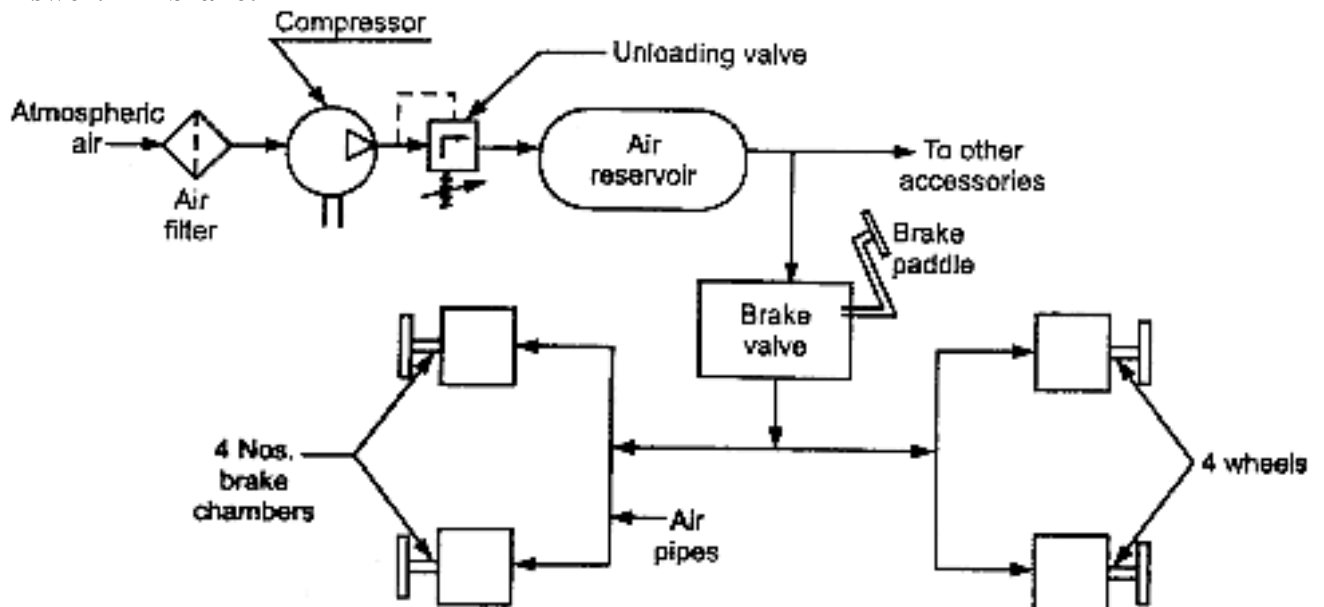 Compressor
Unloading valve
Atmospheric
air
Air
filter
Air
reservoir
To other
accessories
Brake
paddle
Brake
valve
4 Nos.
brake
chambers
Air
pipes
4 wheels